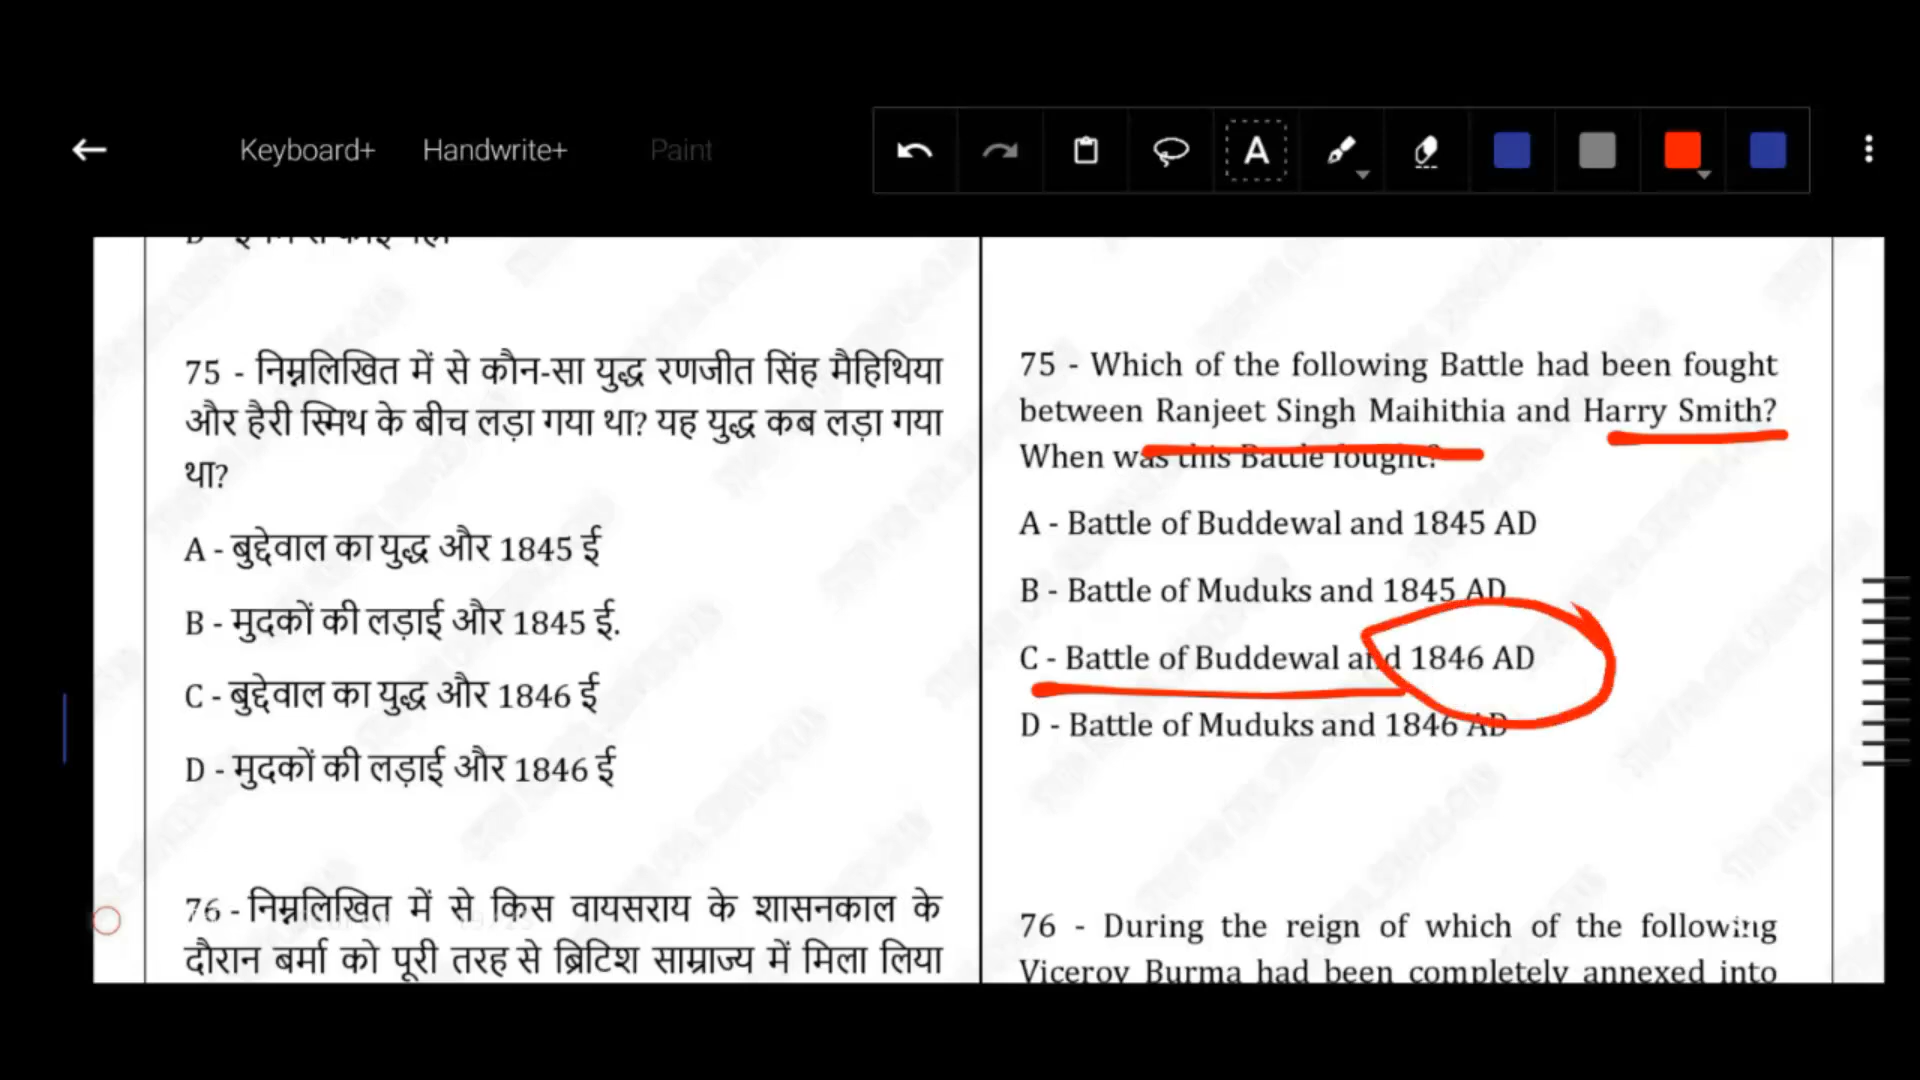 Keyboard+ Handwrite+ Paint
A
75 - निम्नलिखित में से कौन-सा युद्ध रणजीत सिंह मैहिथिया
और हैरी स्मिथ के बीच लड़ा गया था? यह युद्ध कब लड़ा गया
था?
A - बुद्देवाल का युद्ध और 1845 ई
B - मुदकों की लड़ाई और 1845 ई.
C - बुद्देवाल का युद्ध और 1846 ई
D - मुदकों की लड़ाई और 1846 ई
76 - निम्नलिखित में से किस वायसराय के शासनकाल के
दौरान बर्मा को पूरी तरह से ब्रिटिश साम्राज्य में मिला लिया
75 - Which of the following Battle had been fought
between Ranjeet Singh Maihithia and Harry Smith?
When was this Battle fought?
A - Battle of Buddewal and 1845 AD
B - Battle of Muduks and 1845 AD
C - Battle of Buddewal and 1846 AD
D - Battle of Muduks and 1846 AD
76 - During the reign of which of the following
Viceroy Burma had been completely annexed into